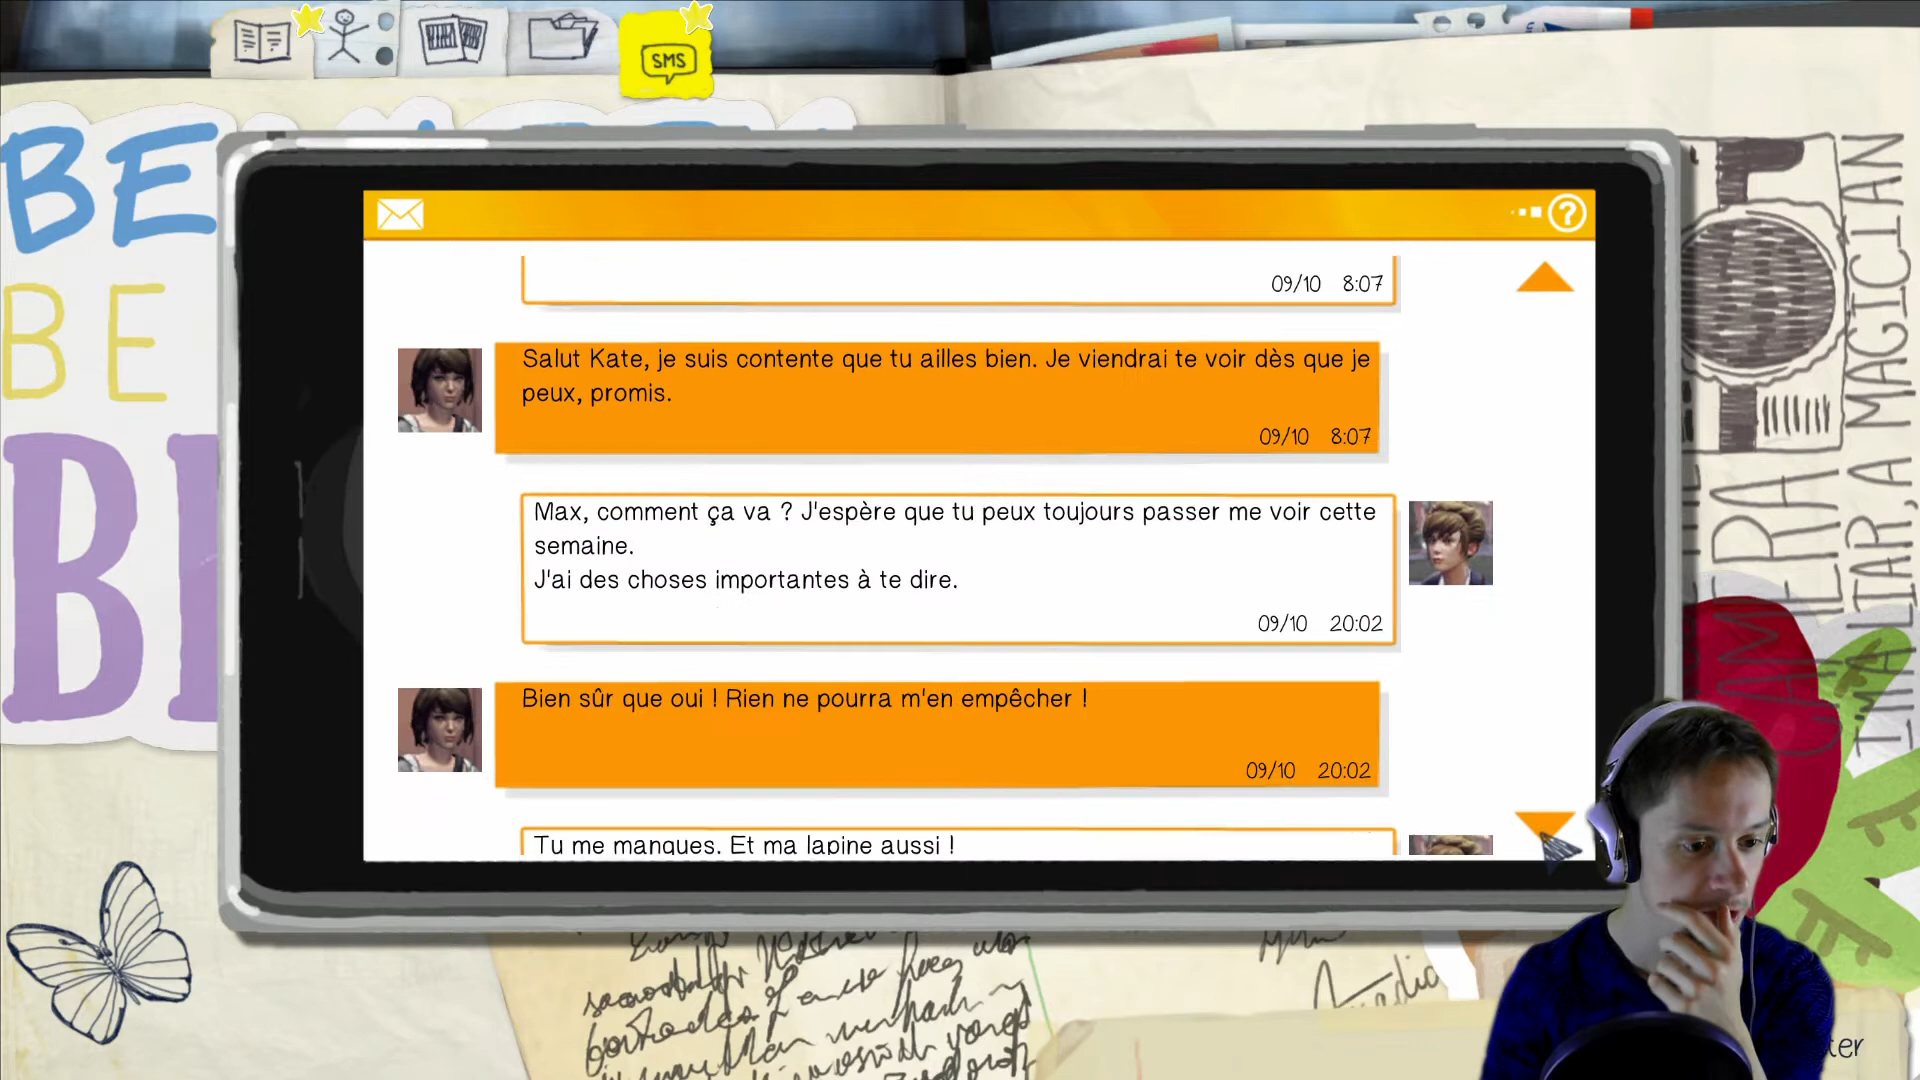 SMS
BE
BE
BE
09/10 8:07
Salut Kate, je suis contente que tu ailles bien. Je viendrai te voir dès que je
peux, promis.
09/10 8:07
Max, comment ça va ? J'espère que tu peux toujours passer me voir cette
semaine.
J'ai des choses importantes à te dire.
09/10 20:02
Bien sûr que oui ! Rien ne pourra m'en empêcher !
09/10 20:02
Tu me manques. Et ma lapine aussi !
LIAR, A MAGICIAN